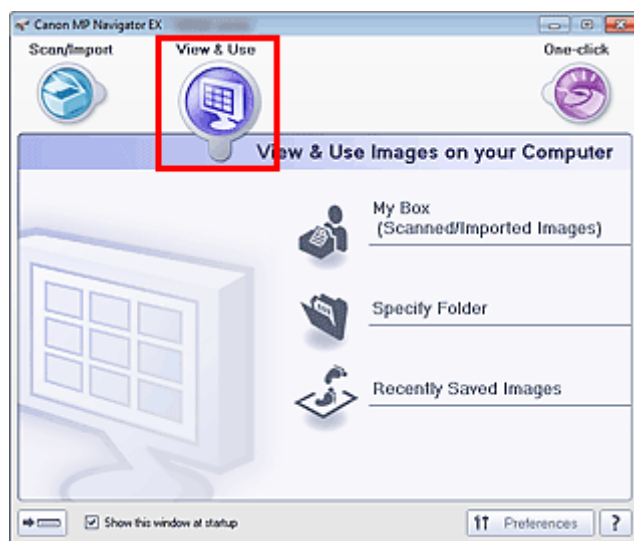 Canon MP Navigator EX
Scan/Import
View & Use
One-click
View & Use Images on your Computer
My Box
(Scanned/Imported Images)
Specify Folder
Recently Saved Images
Show this window at startup
Preferences
?